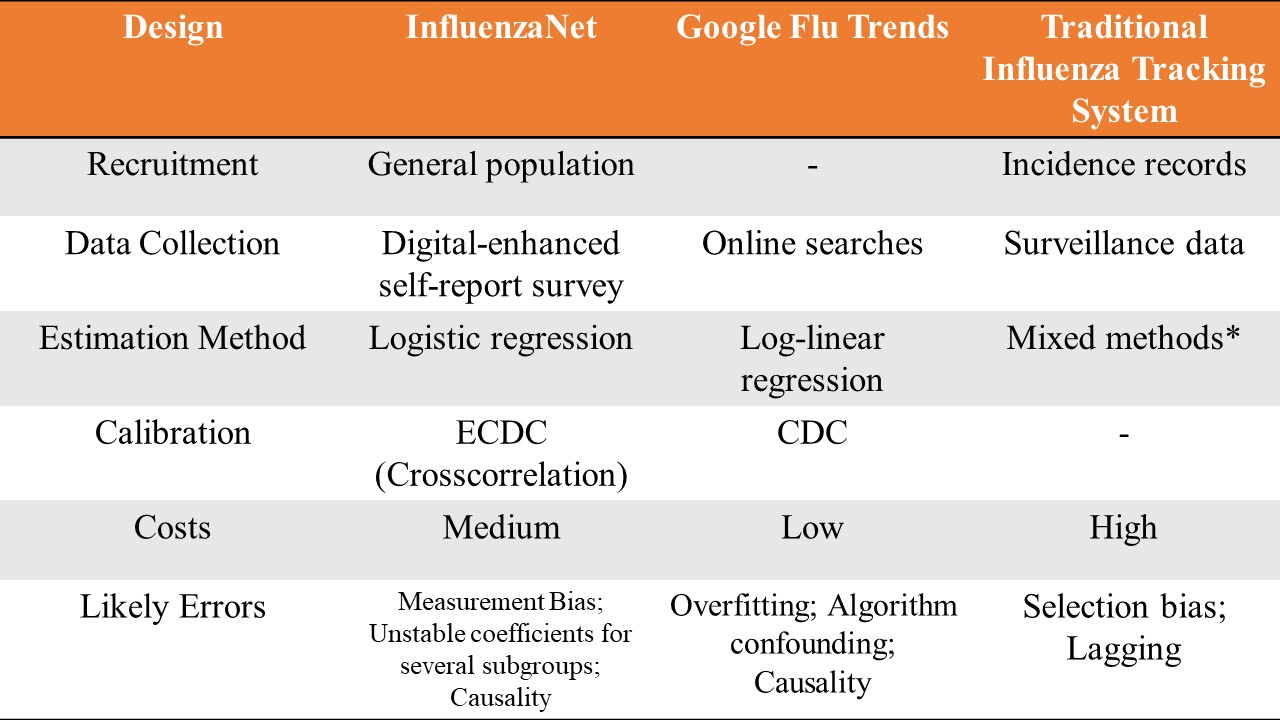 Design
InfluenzaNet
Google Flu Trends
Traditional
Influenza Tracking
System
Recruitment
General population
-
Incidence records
Data Collection
Digital-enhanced
self-report survey
Online searches
Surveillance data
Estimation Method
Logistic regression
Log-linear
regression
Mixed methods*
Calibration
ECDC
(Crosscorrelation)
CDC
-
Costs
Medium
Low
High
Likely Errors
Measurement Bias;
Unstable coefficients for
several subgroups;
Causality
Overfitting; Algorithm
confounding;
Causality
Selection bias;
Lagging